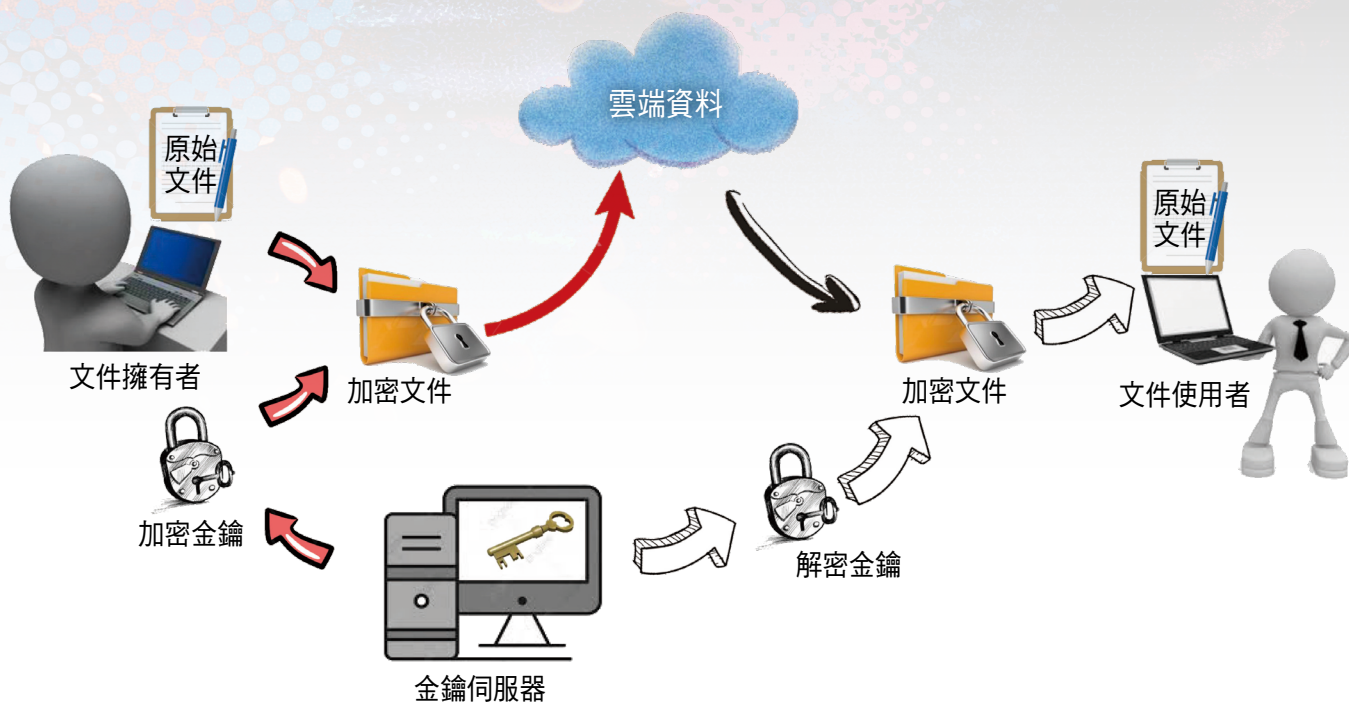 雲端資料
原始
文件
原始
文件
文件擁有者
加密文件
加密文件
文件使用者
加密金鑰
解密金鑰
金鑰伺服器